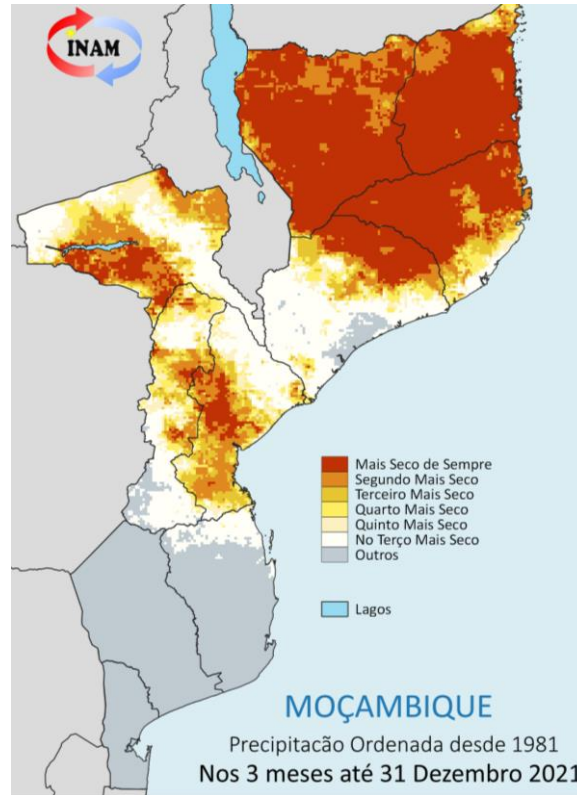 INAM
Mais Seco de Sempre
Segundo Mais Seco
Terceiro Mais Seco
Quarto Mais Seco
Quinto Mais Seco
No Terço Mais Seco
Outros
Lagos
MOÇAMBIQUE
Precipitacão Ordenada desde 1981
Nos 3 meses até 31 Dezembro 2021